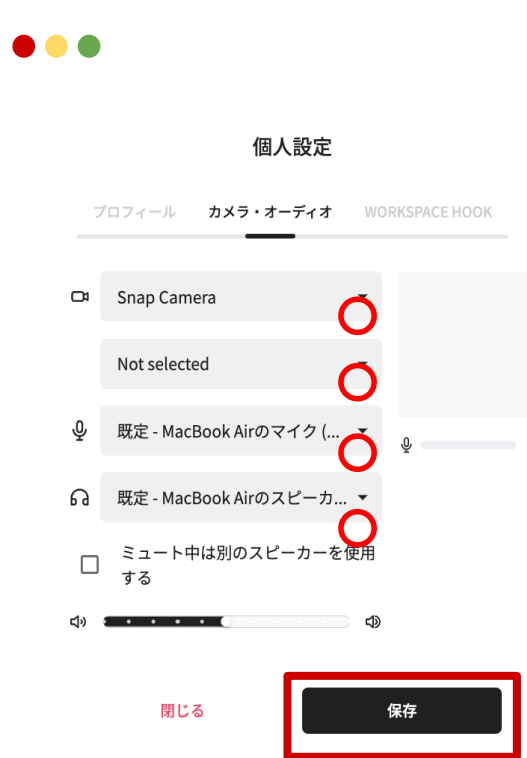 個人設定
プロフィール
カメラ・オーディオ
WORKSPACE HOOK
Snap Camera
Not selected
既定 - MacBook Airのマイク (...
既定 - MacBook Airのスピーカ...
ミュート中は別のスピーカーを使用
する
閉じる
保存